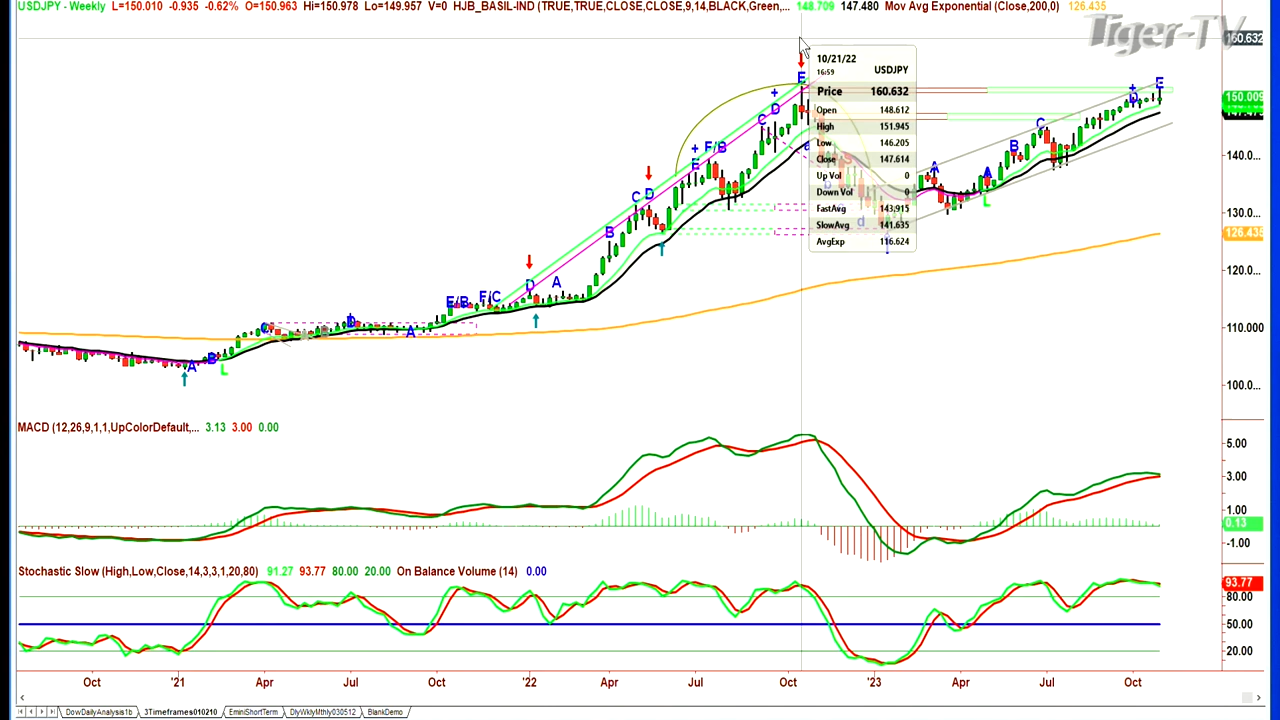 USDJPY - Weekly L=150.010 -0.935 -0.62% O=150.963 Hi=150.978 Lo=149.957 V=0 HJB_BASIL-IND (TRUE,TRUE,CLOSE,CLOSE,9,14,BLACK,Green,... 148.709 147.480 Mov Avg Exponential (Close,200,0) 126.435
Tiger-TV
160.632
10/21/22
16:59 USDJPY
Price 160.632
Open 148.612
High 151.945
Low 146.205
Close 147.614
Up Vol 0
Down Vol 0
FastAvg 143.915
SlowAvg 141.635
AvgExp 116.624
E
+ D E
+ D
C
+ E F/B
C D
B
A
D
E/B F/C
D
C
A
A B
L
a
d
A
A
L
B
C
150.009
140.0...
130.0...
126.435
120.0...
110.000
100.0...
MACD (12,26,9,1,1,UpColorDefault,... 3.13 3.00 0.00
5.00
3.00
1.00
0.13
-1.00
Stochastic Slow (High,Low,Close,14,3,3,1,20,80) 91.27 93.77 80.00 20.00 On Balance Volume (14) 0.00
93.77
80.00
50.00
20.00
Oct '21 Apr Jul Oct '22 Apr Jul Oct '23 Apr Jul Oct
DowDailyAnalysis1b 3Timeframes010210 EminiShortTerm DlyWklyMthly030512 BlankDemo